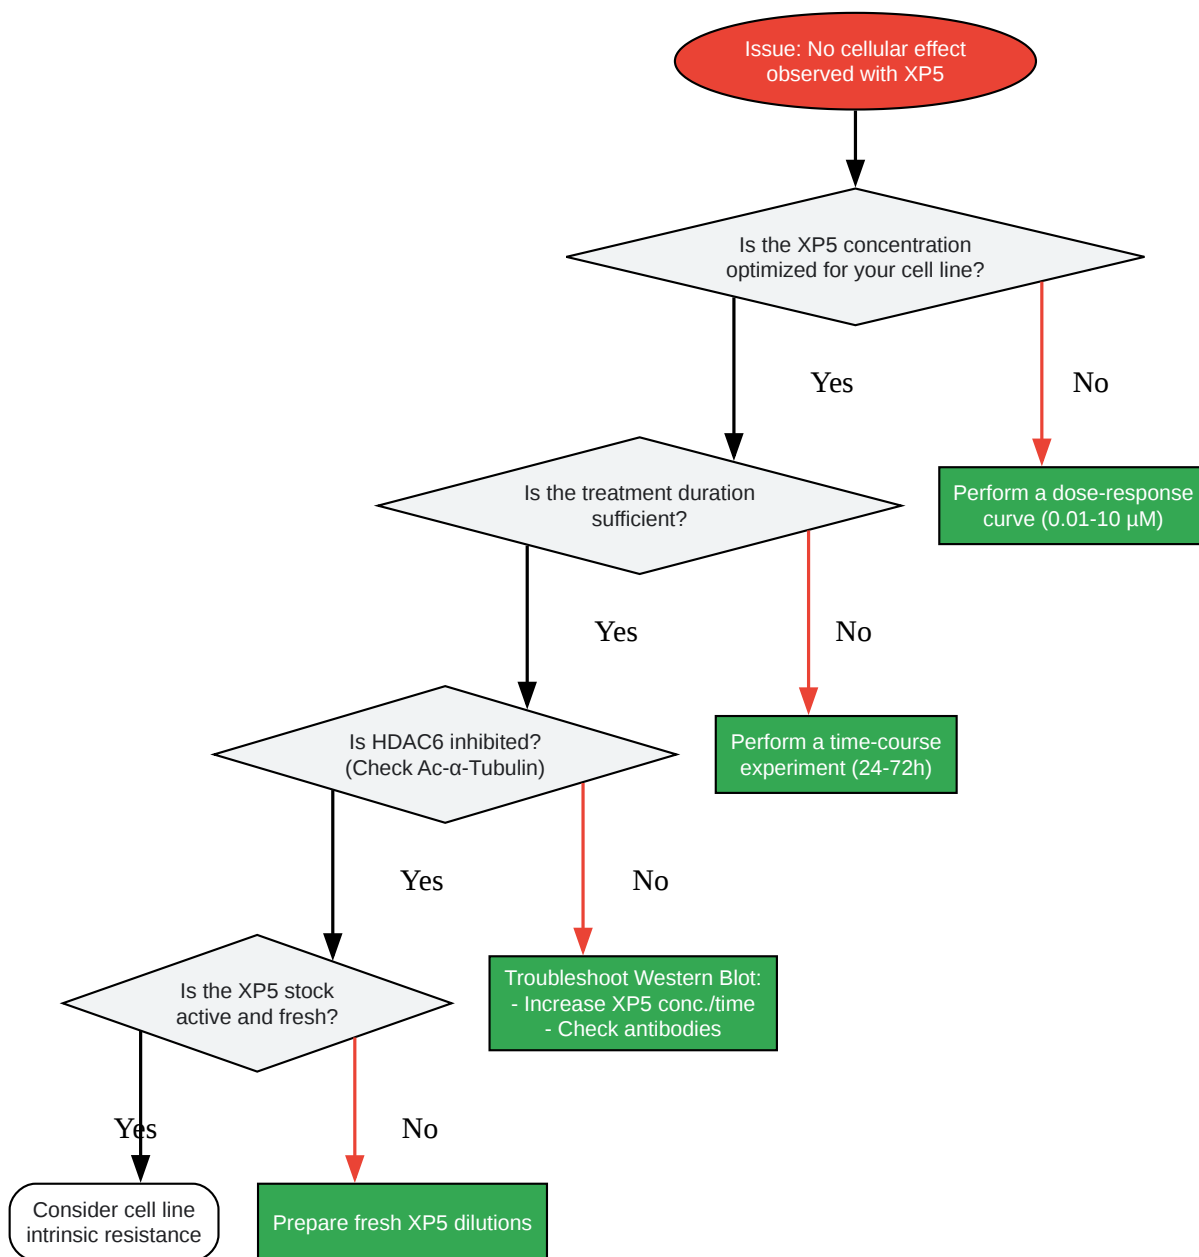 Issue: No cellular effect
observed with XP5
Is the XP5 concentration
optimized for your cell line?
Yes
No
Perform a dose-response
curve (0.01-10 µM)
Is the treatment duration
sufficient?
Yes
No
Perform a time-course
experiment (24-72h)
Is HDAC6 inhibited?
(Check Ac-α-Tubulin)
Yes
No
Troubleshoot Western Blot:
- Increase XP5 conc./time
- Check antibodies
Is the XP5 stock
active and fresh?
Yes
No
Consider cell line
intrinsic resistance
Prepare fresh XP5 dilutions